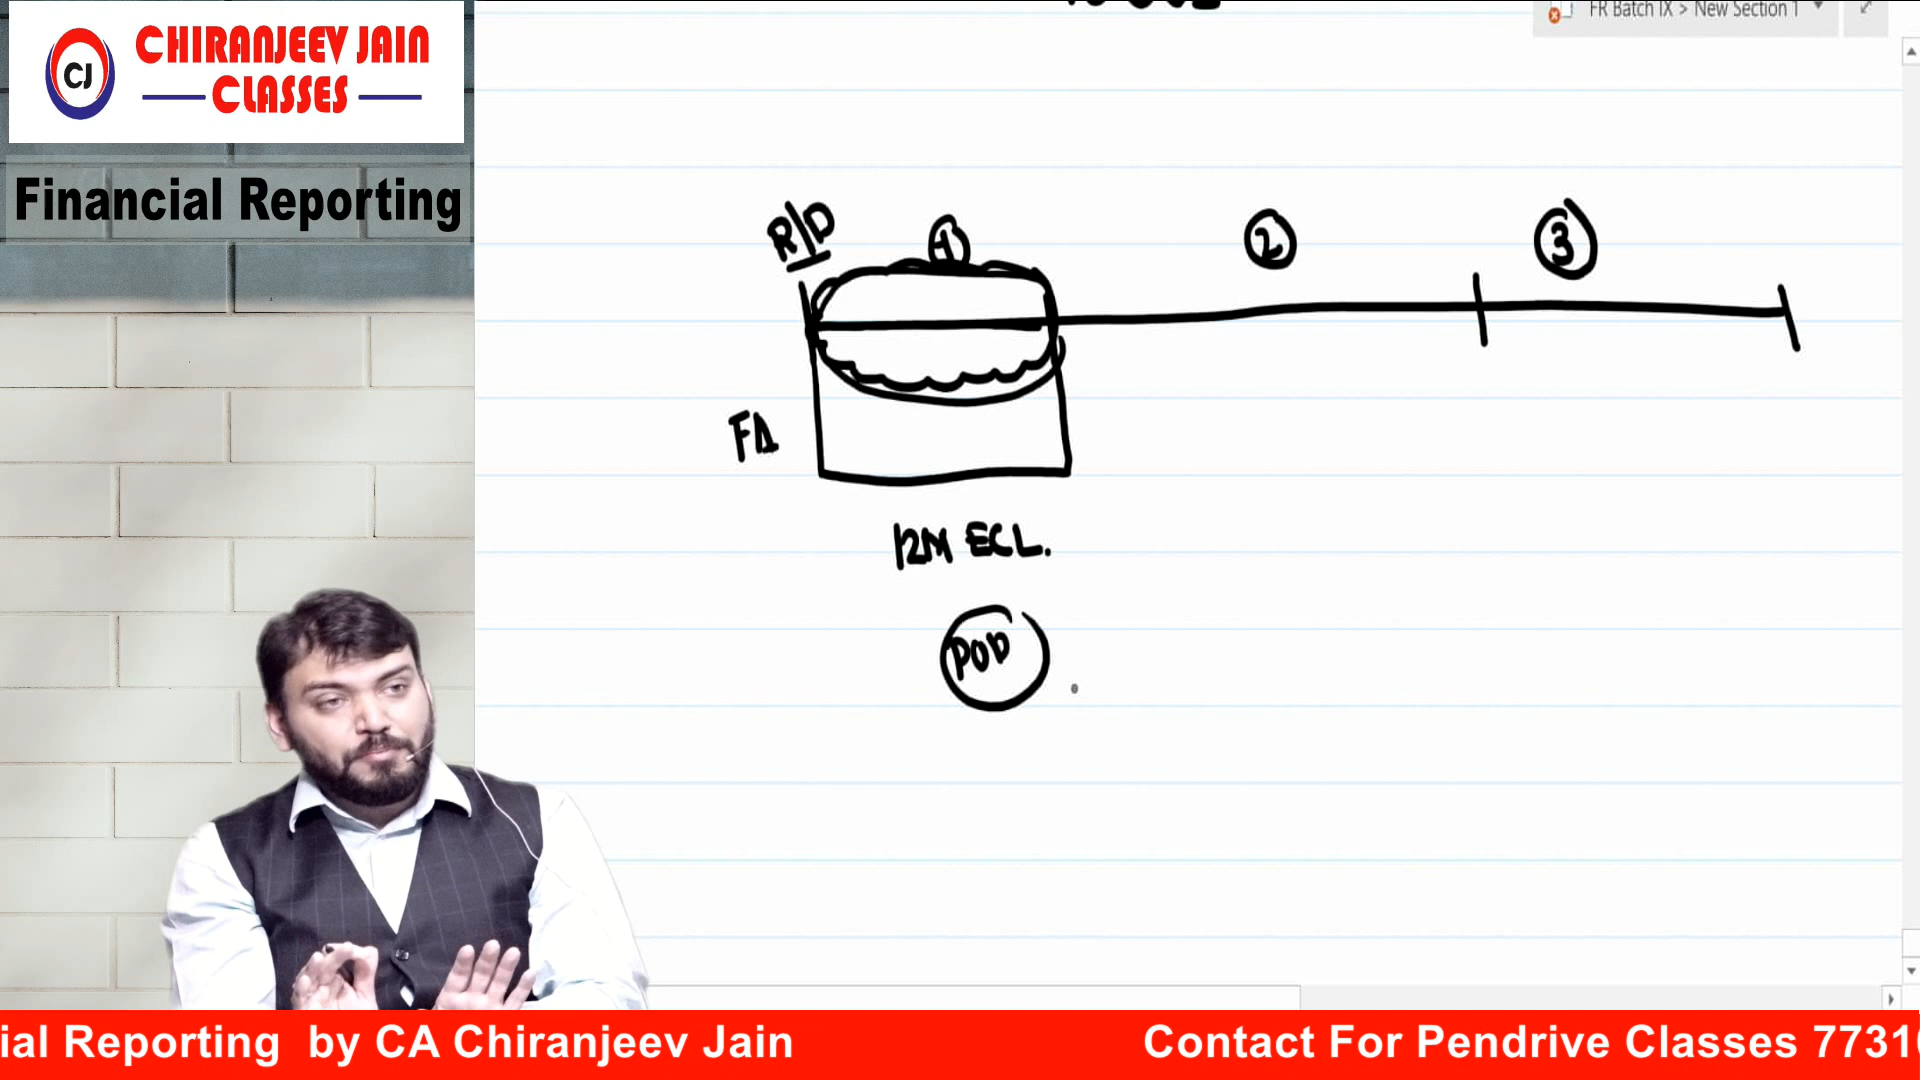 CHIRANJEEV JAIN
CJ
CLASSES
Financial Reporting
FR Batch IX > New Section 1
R/D
1
2
3
FA
12M ECL.
POD
ial Reporting by CA Chiranjeev Jain
Contact For Pendrive Classes 7731